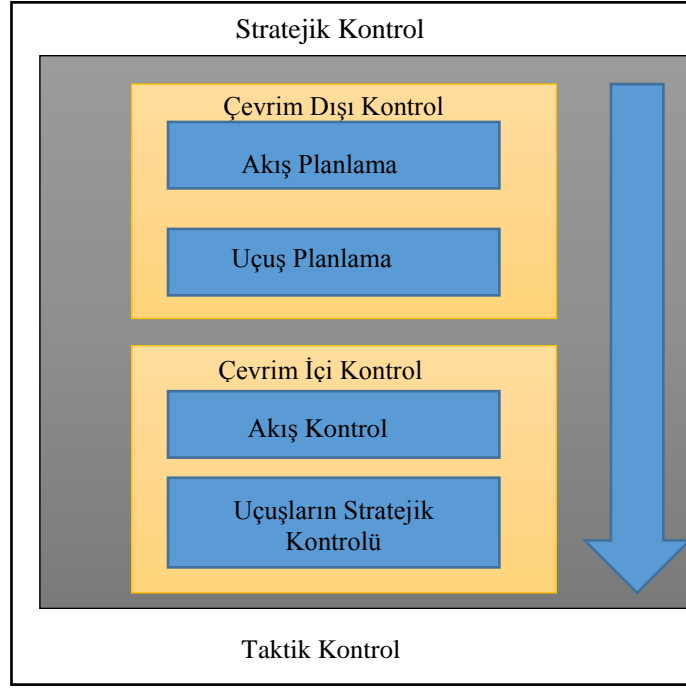 Stratejik Kontrol
Çevrim Dışı Kontrol
Akış Planlama
Uçuş Planlama
Çevrim İçi Kontrol
Akış Kontrol
Uçuşların Stratejik
Kontrolü
Taktik Kontrol